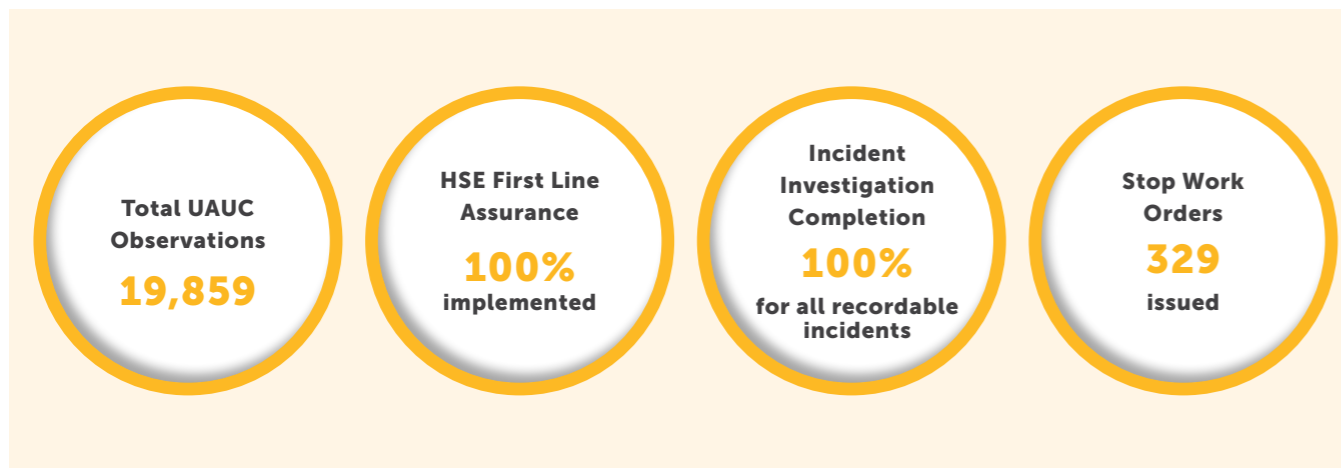 Total UAUC
Observations
19,859
HSE First Line
Assurance
100%
implemented
Incident
Investigation
Completion
100%
for all recordable
incidents
Stop Work
Orders
329
issued